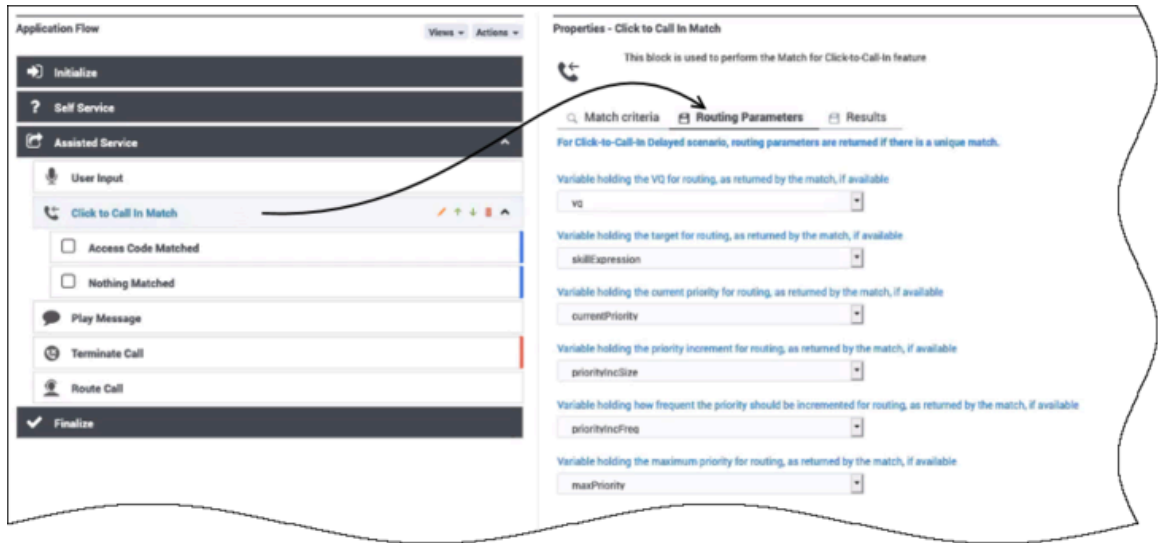 Application Flow
Views
Actions
Initialize
? Self Service
Assisted Service
User Input
Click to Call In Match
Access Code Matched
Nothing Matched
Play Message
Terminate Call
Route Call
Finalize
Properties - Click to Call In Match
This block is used to perform the Match for Click-to-Call-In feature
Match criteria
Routing Parameters
Results
For Click-to-Call-In Delayed scenario, routing parameters are returned if there is a unique match.
Variable holding the VQ for routing, as returned by the match, if available
vq
Variable holding the target for routing, as returned by the match, if available
skillExpression
Variable holding the current priority for routing, as returned by the match, if available
currentPriority
Variable holding the priority increment for routing, as returned by the match, if available
priorityIncSize
Variable holding how frequent the priority should be incremented for routing, as returned by the match, if available
priorityIncFreq
Variable holding the maximum priority for routing, as returned by the match, if available
maxPriority